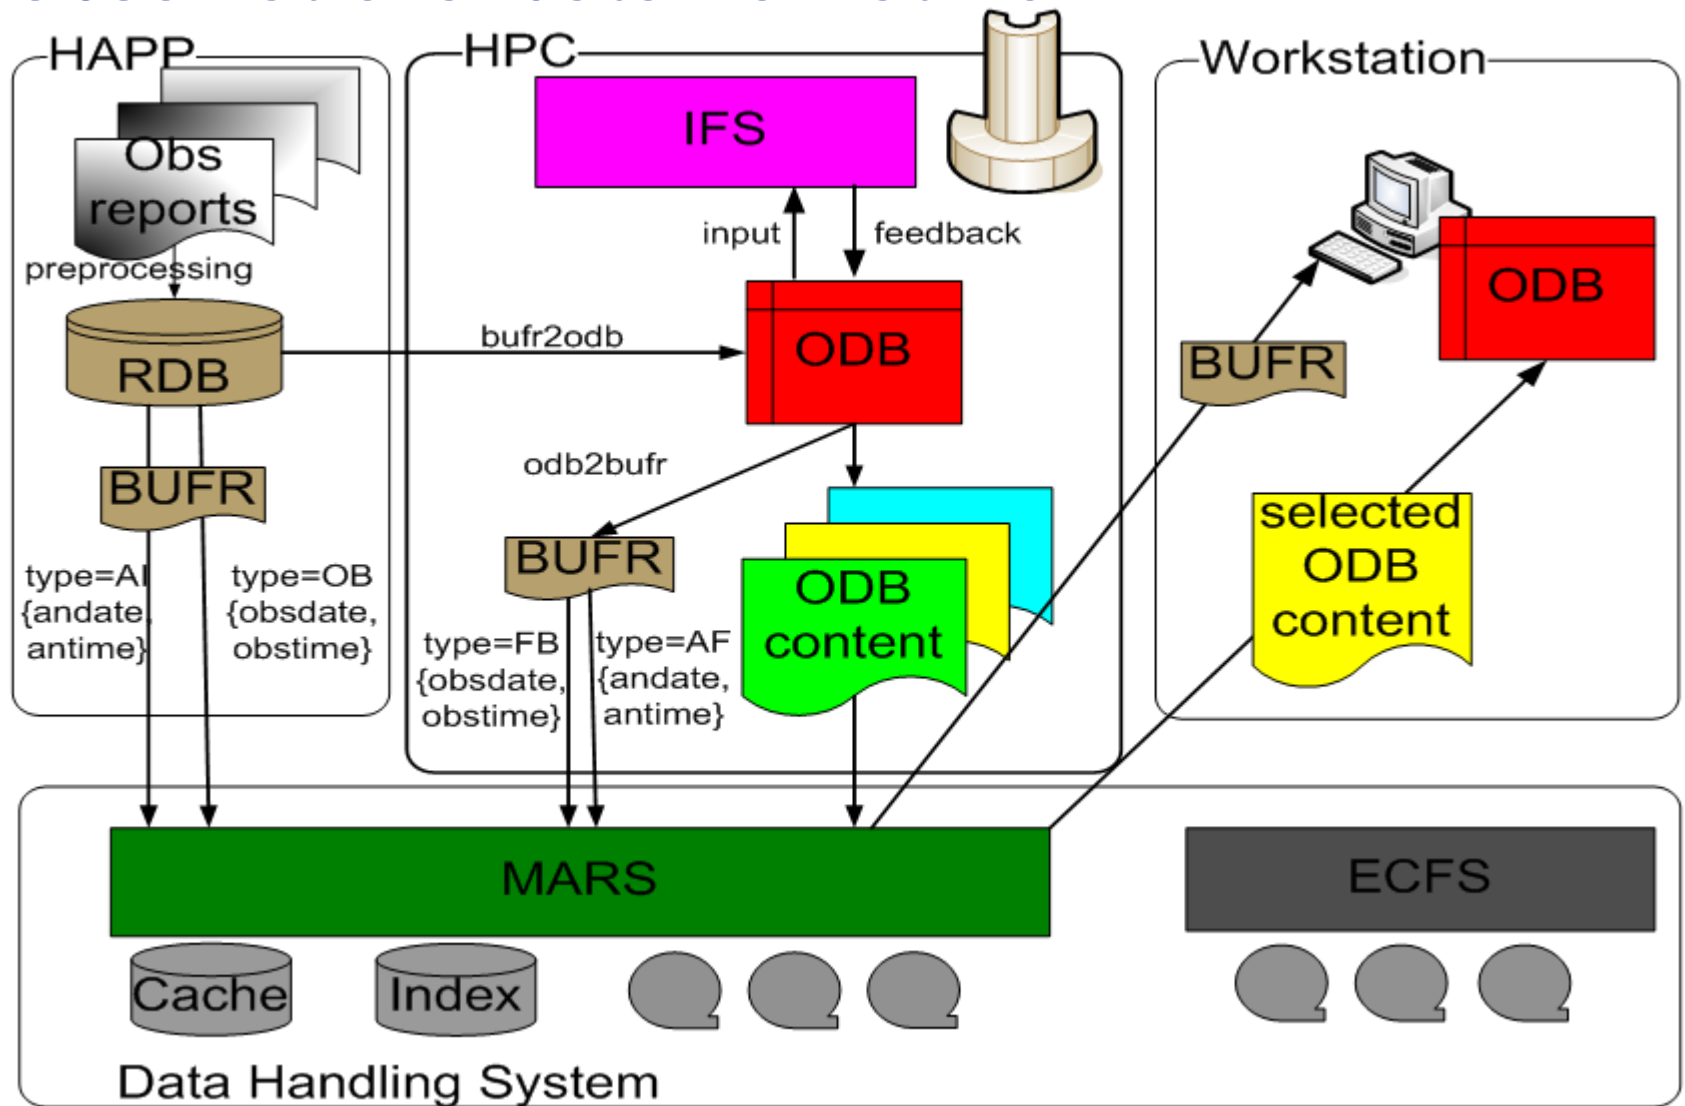 HAPP
Obs
reports
preprocessing
RDB
BUFR
type=AI
{andate,
antime}
type=OB
{obsdate,
obstime}
HPC
IFS
input
feedback
bufr2odb
ODB
odb2bufr
BUFR
type=FB
{obsdate,
obstime}
type=AF
{andate,
antime}
ODB
content
Workstation
ODB
BUFR
selected
ODB
content
MARS
ECFS
Cache
Index
Data Handling System